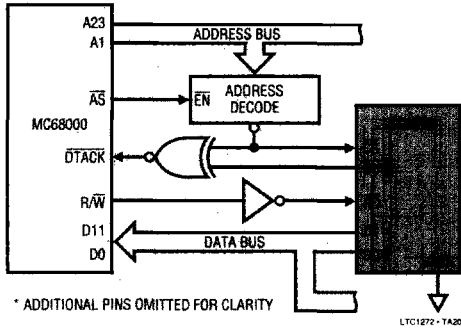 A23
ADDRESS BUS
A1
ADDRESS
DECODE
AS
EN
MC68000
DTACK
R/W
D11
DATA BUS
D0
* ADDITIONAL PINS OMITTED FOR CLARITY
LTC1272 • TA20